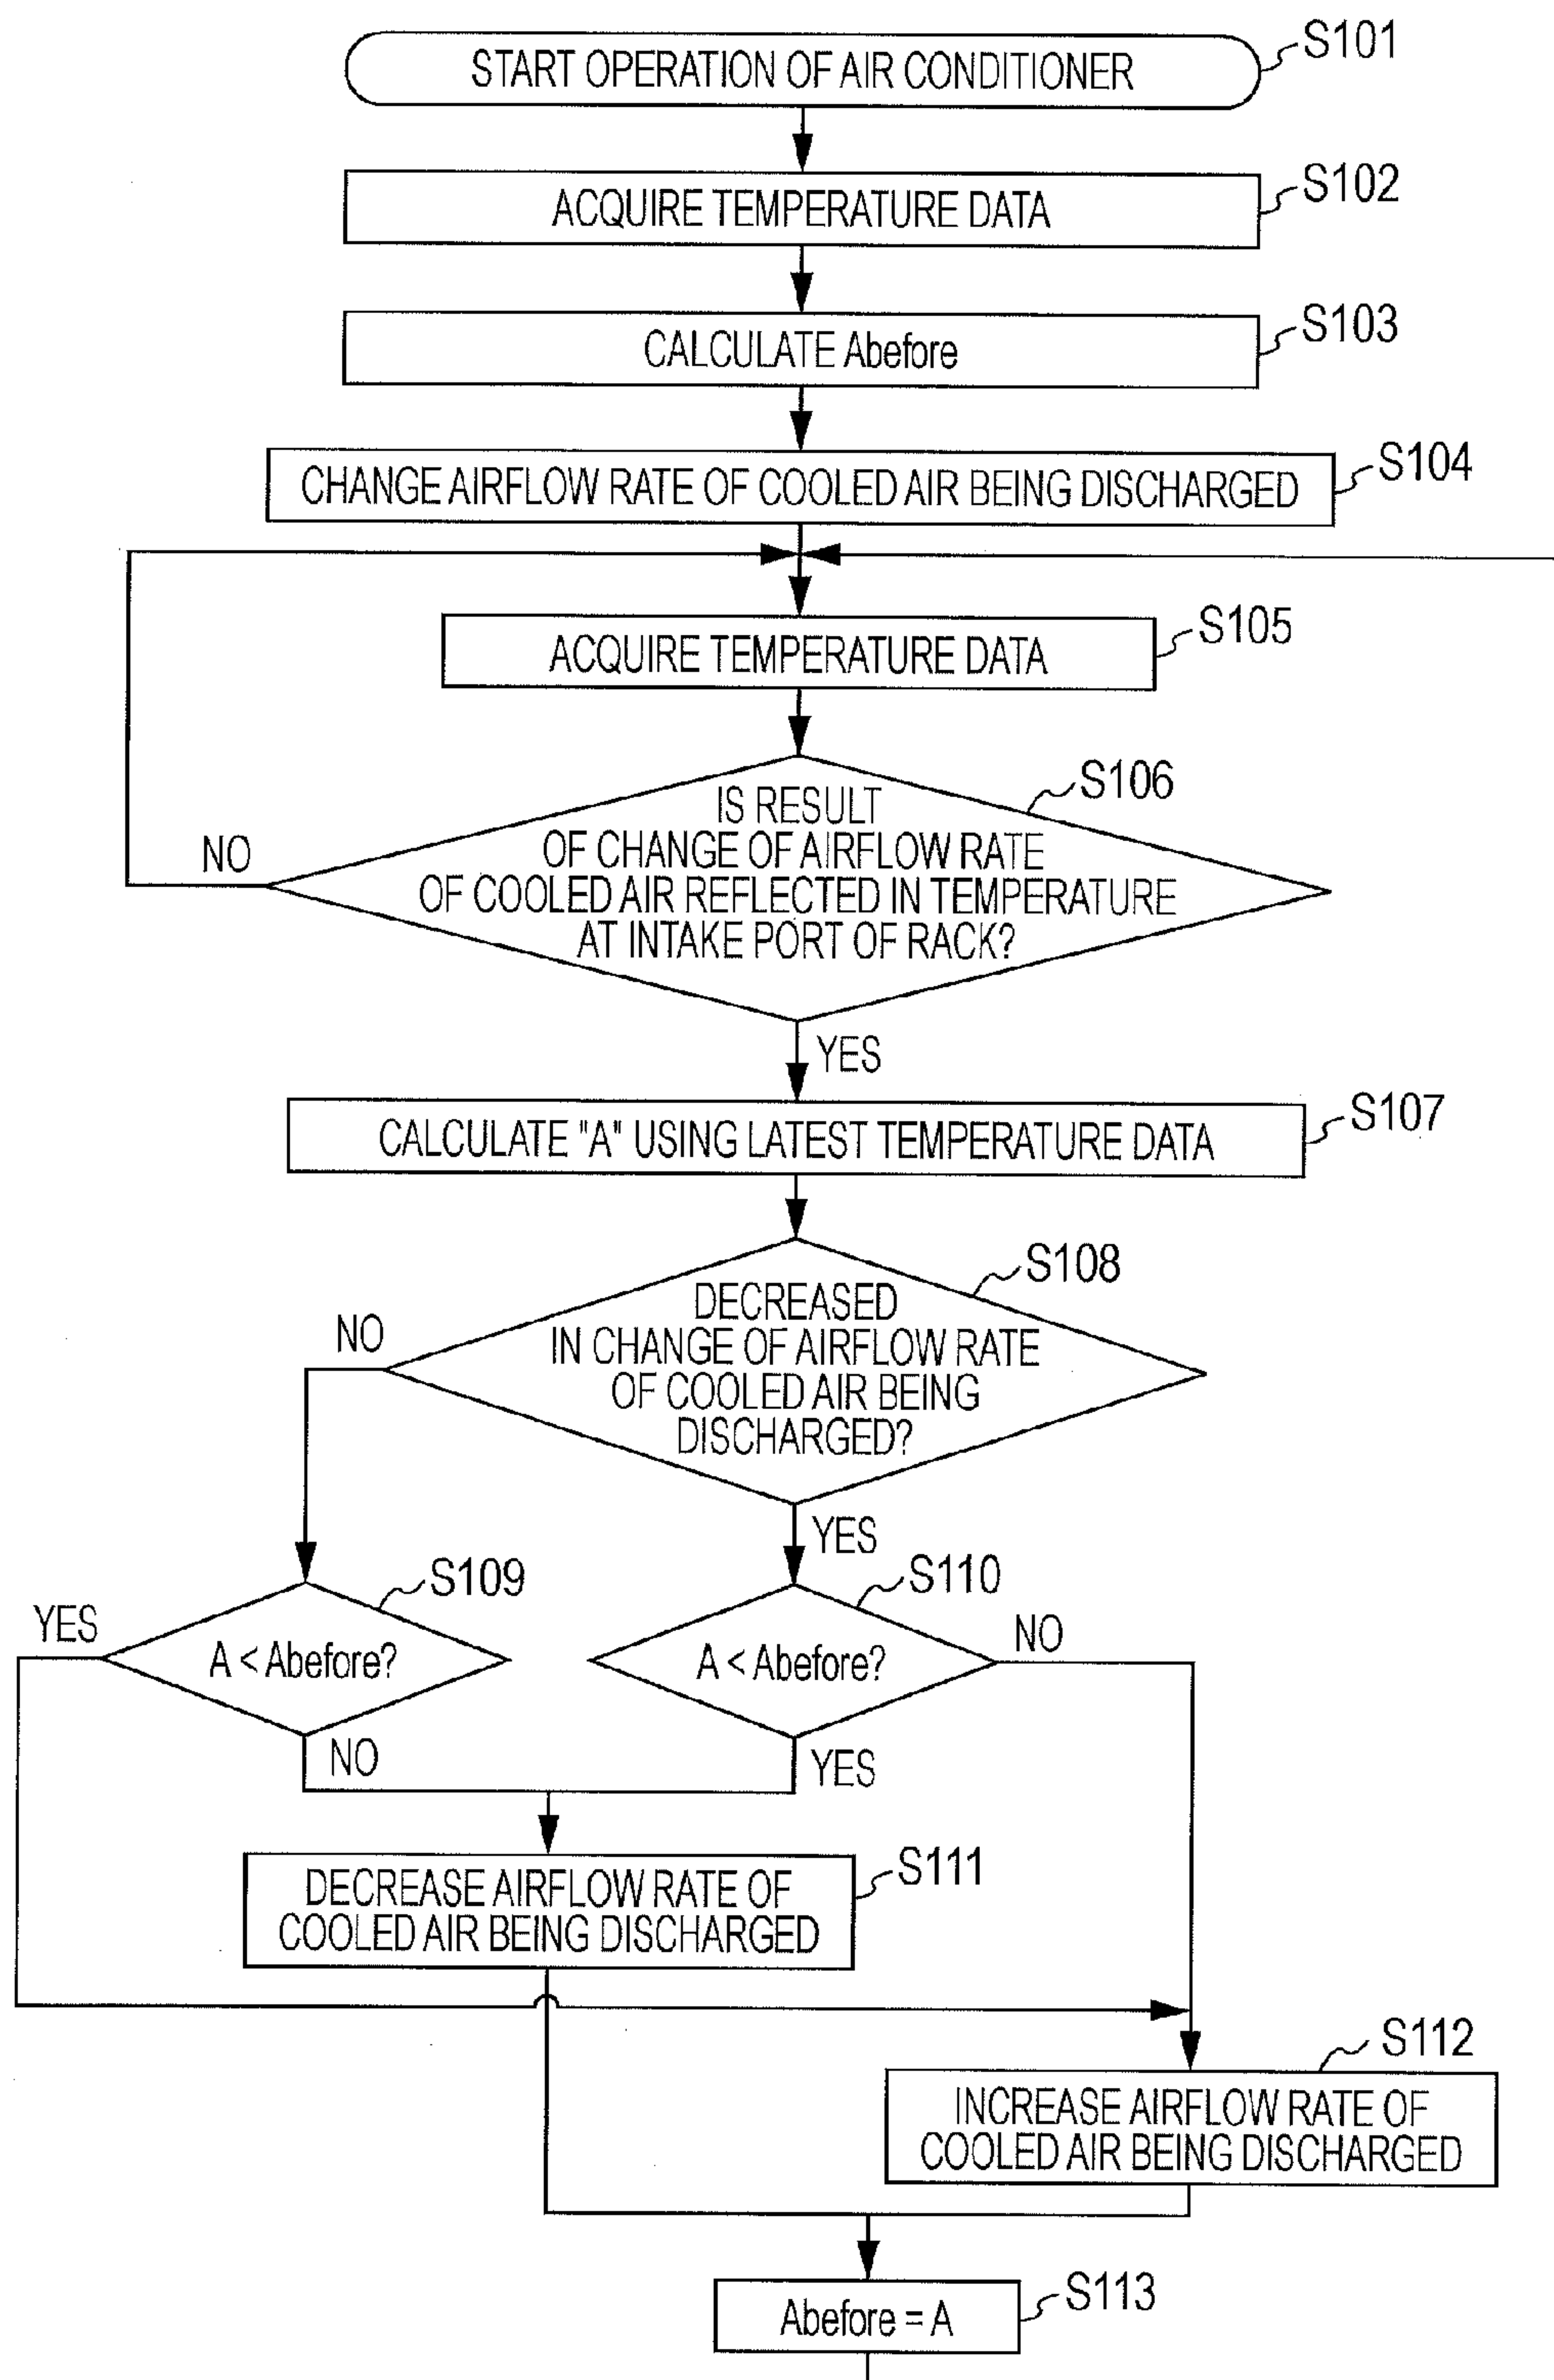 START OPERATION OF AIR CONDITIONER
S101
ACQUIRE TEMPERATURE DATA
S102
CALCULATE Abefore
S103
CHANGE AIRFLOW RATE OF COOLED AIR BEING DISCHARGED
S104
ACQUIRE TEMPERATURE DATA
S105
S106
IS RESULT
OF CHANGE OF AIRFLOW RATE
OF COOLED AIR REFLECTED IN TEMPERATURE
AT INTAKE PORT OF RACK?
NO
YES
CALCULATE "A" USING LATEST TEMPERATURE DATA
S107
S108
DECREASED
IN CHANGE OF AIRFLOW RATE
OF COOLED AIR BEING
DISCHARGED?
NO
YES
S109
A < Abefore?
YES
NO
S110
A < Abefore?
NO
YES
DECREASE AIRFLOW RATE OF
COOLED AIR BEING DISCHARGED
S111
S112
INCREASE AIRFLOW RATE OF
COOLED AIR BEING DISCHARGED
Abefore = A
S113